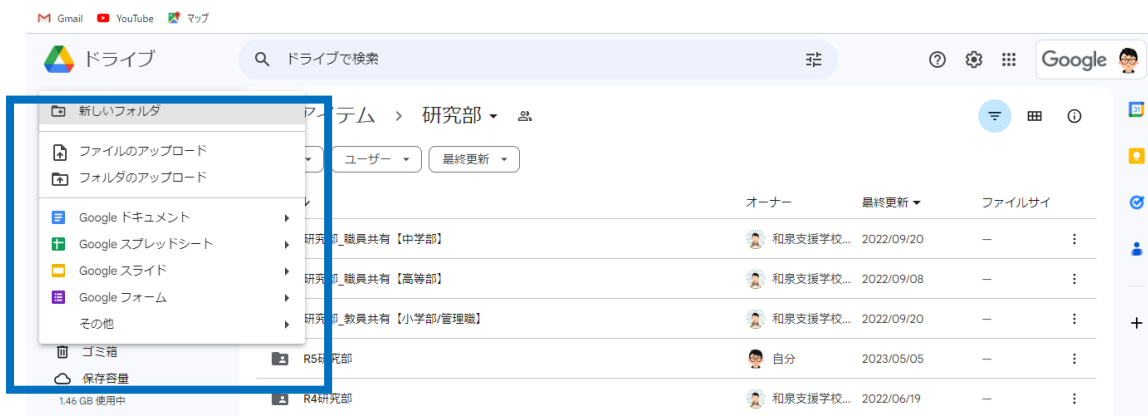 Gmail YouTube マップ
ドライブ ドライブで検索 Google
新しいフォルダ
ファイルのアップロード
フォルダのアップロード
Google ドキュメント
Google スプレッドシート
Google スライド
Google フォーム
その他
ゴミ箱
保存容量
1.46 GB 使用中
アイテム > 研究部
ユーザー 最終更新
オーナー 最終更新 ファイルサイ
研究部_職員共有【中学部】 和泉支援学校... 2022/09/20 —
研究部_職員共有【高等部】 和泉支援学校... 2022/09/08 —
研究部_教員共有【小学部/管理職】 和泉支援学校... 2022/09/20 —
R5研究部 自分 2023/05/05 —
R4研究部 和泉支援学校... 2022/06/19 —
31